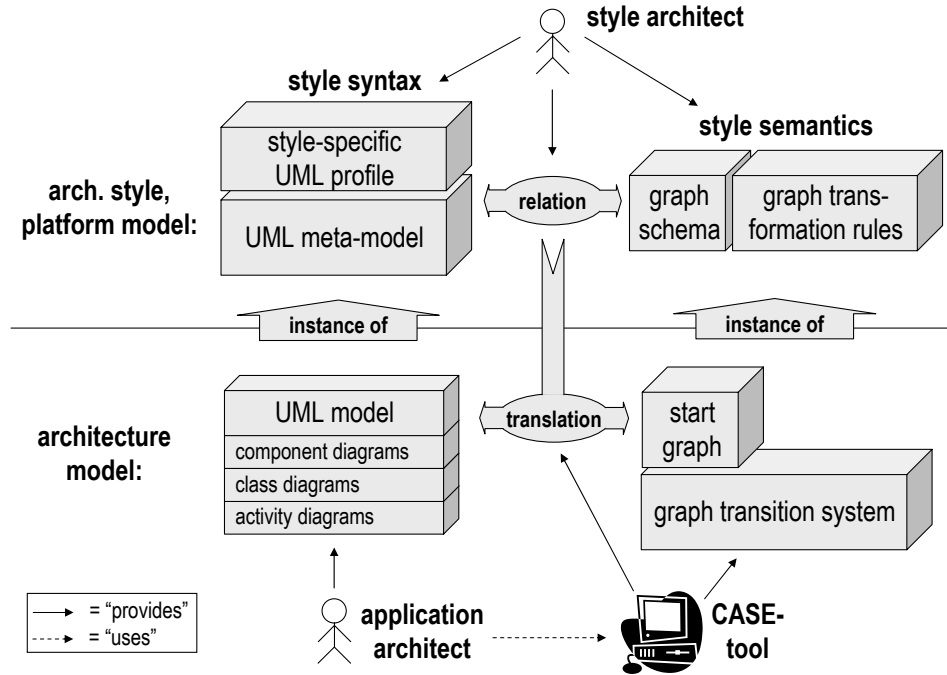 style architect
style syntax
style semantics
style-specific
UML profile
UML meta-model
arch. style,
platform model:
relation
graph
schema
graph trans-
formation rules
instance of
instance of
architecture
model:
UML model
component diagrams
class diagrams
activity diagrams
translation
start
graph
graph transition system
= “provides”
= “uses”
application
architect
CASE-
tool